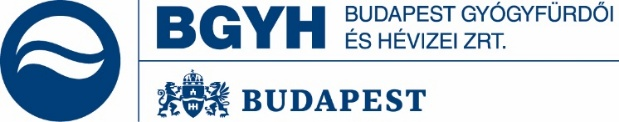 BGYH
BUDAPEST GYÓGYFÜRDŐI
ÉS HÉVIZEI ZRT.
BUDAPEST